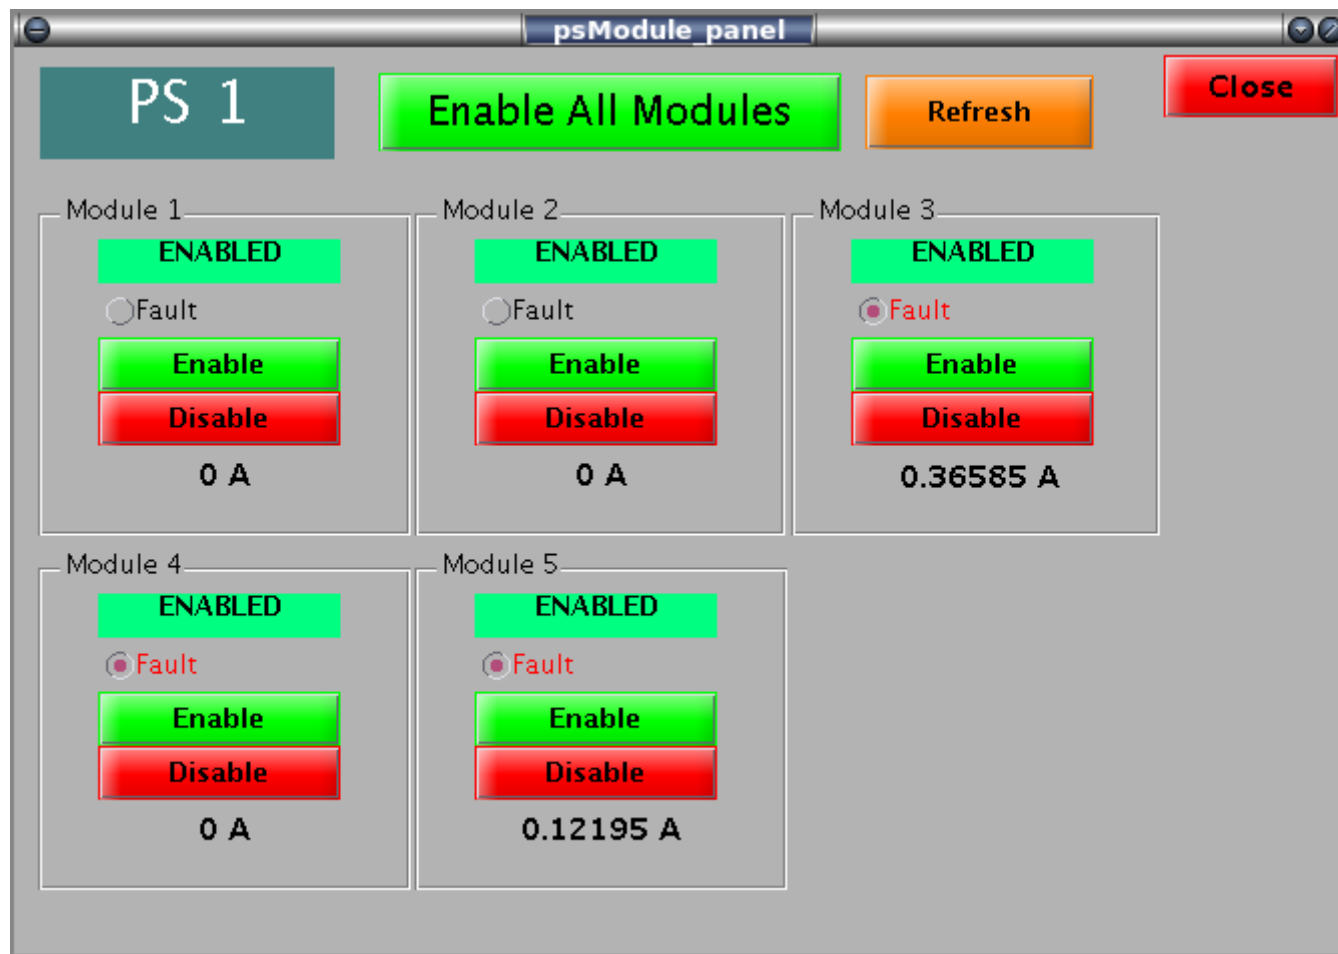 psModule_panel
PS 1
Enable All Modules
Refresh
Close
Module 1
ENABLED
Fault
Enable
Disable
0 A
Module 2
ENABLED
Fault
Enable
Disable
0 A
Module 3
ENABLED
Fault
Enable
Disable
0.36585 A
Module 4
ENABLED
Fault
Enable
Disable
0 A
Module 5
ENABLED
Fault
Enable
Disable
0.12195 A